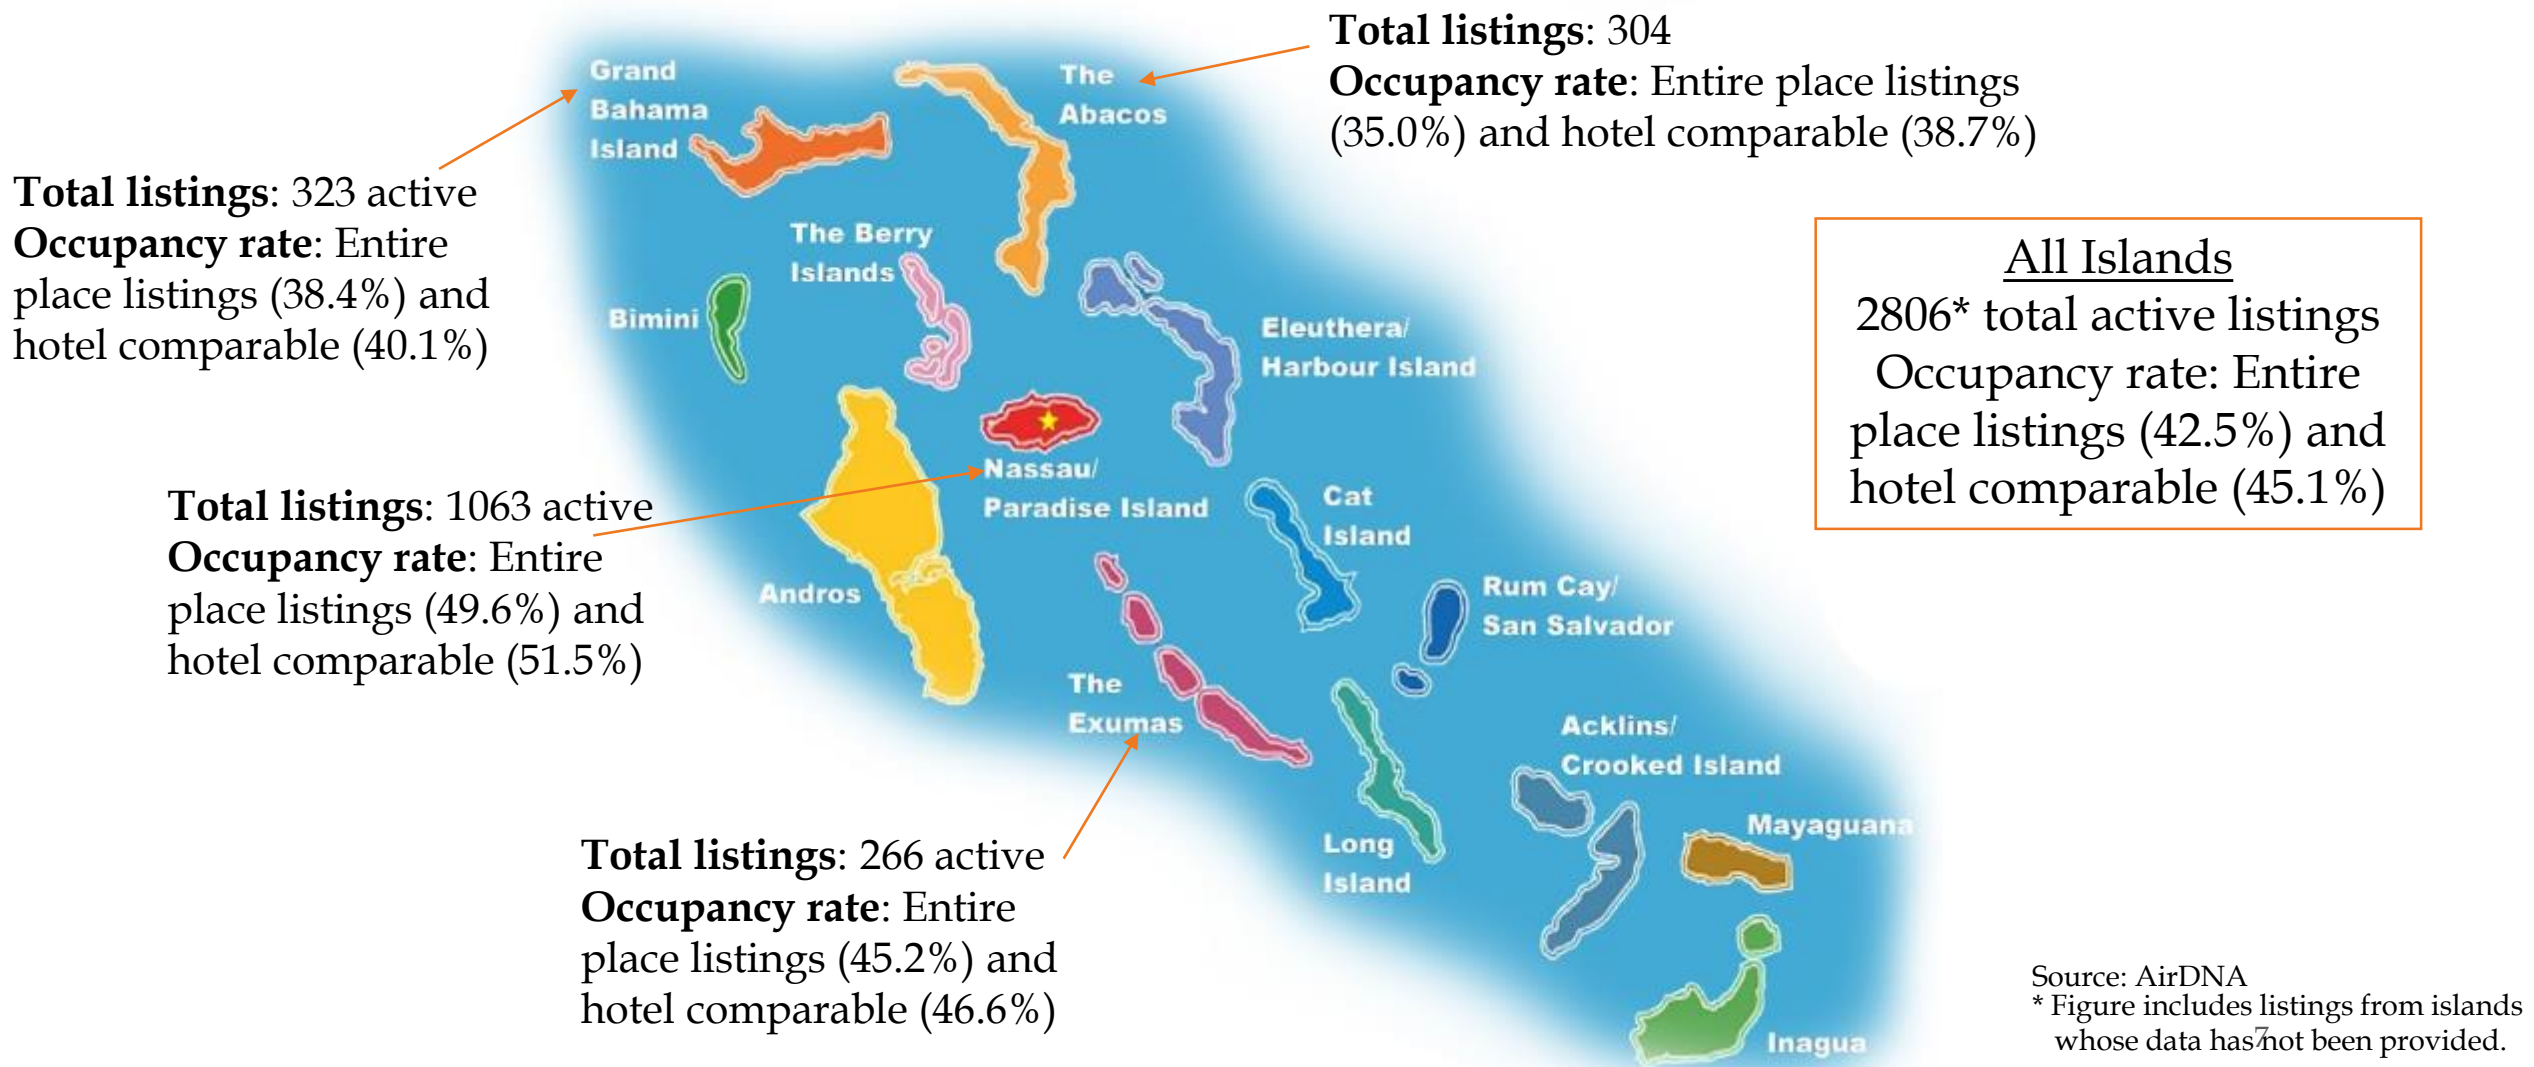 Total listings: 304
Occupancy rate: Entire place listings
(35.0%) and hotel comparable (38.7%)
Grand
Bahama
Island
The
Abacos
Total listings: 323 active
Occupancy rate: Entire
place listings (38.4%) and
hotel comparable (40.1%)
The Berry
Islands
Bimini
Eleuthera/
Harbour Island
All Islands
2806* total active listings
Occupancy rate: Entire
place listings (42.5%) and
hotel comparable (45.1%)
Nassau/
Paradise Island
Total listings: 1063 active
Occupancy rate: Entire
place listings (49.6%) and
hotel comparable (51.5%)
Cat
Island
Andros
Rum Cay/
San Salvador
The
Exumas
Acklins/
Crooked Island
Mayaguana
Long
Island
Total listings: 266 active
Occupancy rate: Entire
place listings (45.2%) and
hotel comparable (46.6%)
Inagua
Source: AirDNA
* Figure includes listings from islands
whose data has not been provided.
7